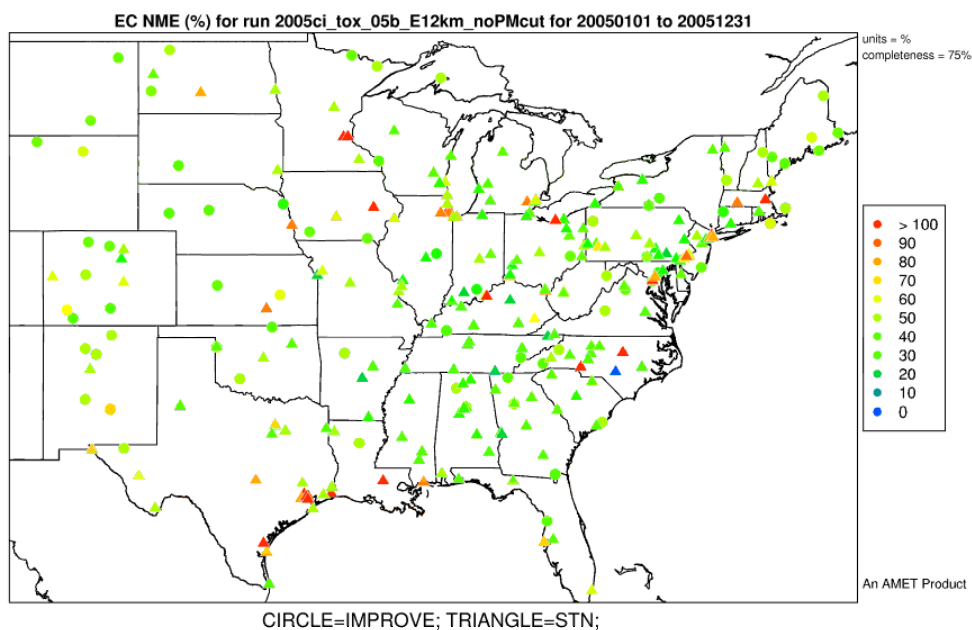 EC NME (%) for run 2005ci_tox_05b_E12km_noPMcut for 20050101 to 20051231
units = %
completeness = 75%
> 100
90
80
70
60
50
40
30
20
10
0
An AMET Product
CIRCLE=IMPROVE; TRIANGLE=STN;